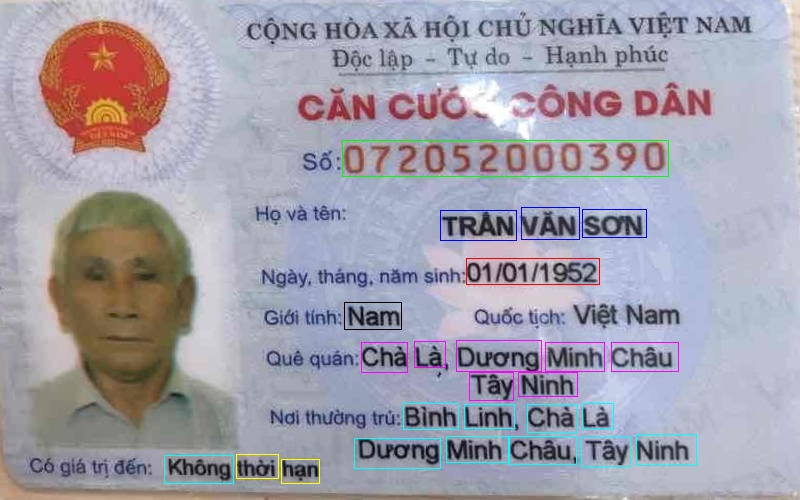 CỘNG HÒA XÃ HỘI CHỦ NGHĨA VIỆT NAM
Độc lập - Tự do - Hạnh phúc
CĂN CƯỚC CÔNG DÂN
Số: 072052000390
Họ và tên:
TRẦN VĂN SƠN
Ngày, tháng, năm sinh: 01/01/1952
Giới tính: Nam Quốc tịch: Việt Nam
Quê quán: Chà Là, Dương Minh Châu
Tây Ninh
Nơi thường trú: Bình Linh, Chà Là
Dương Minh Châu, Tây Ninh
Có giá trị đến: Không thời hạn